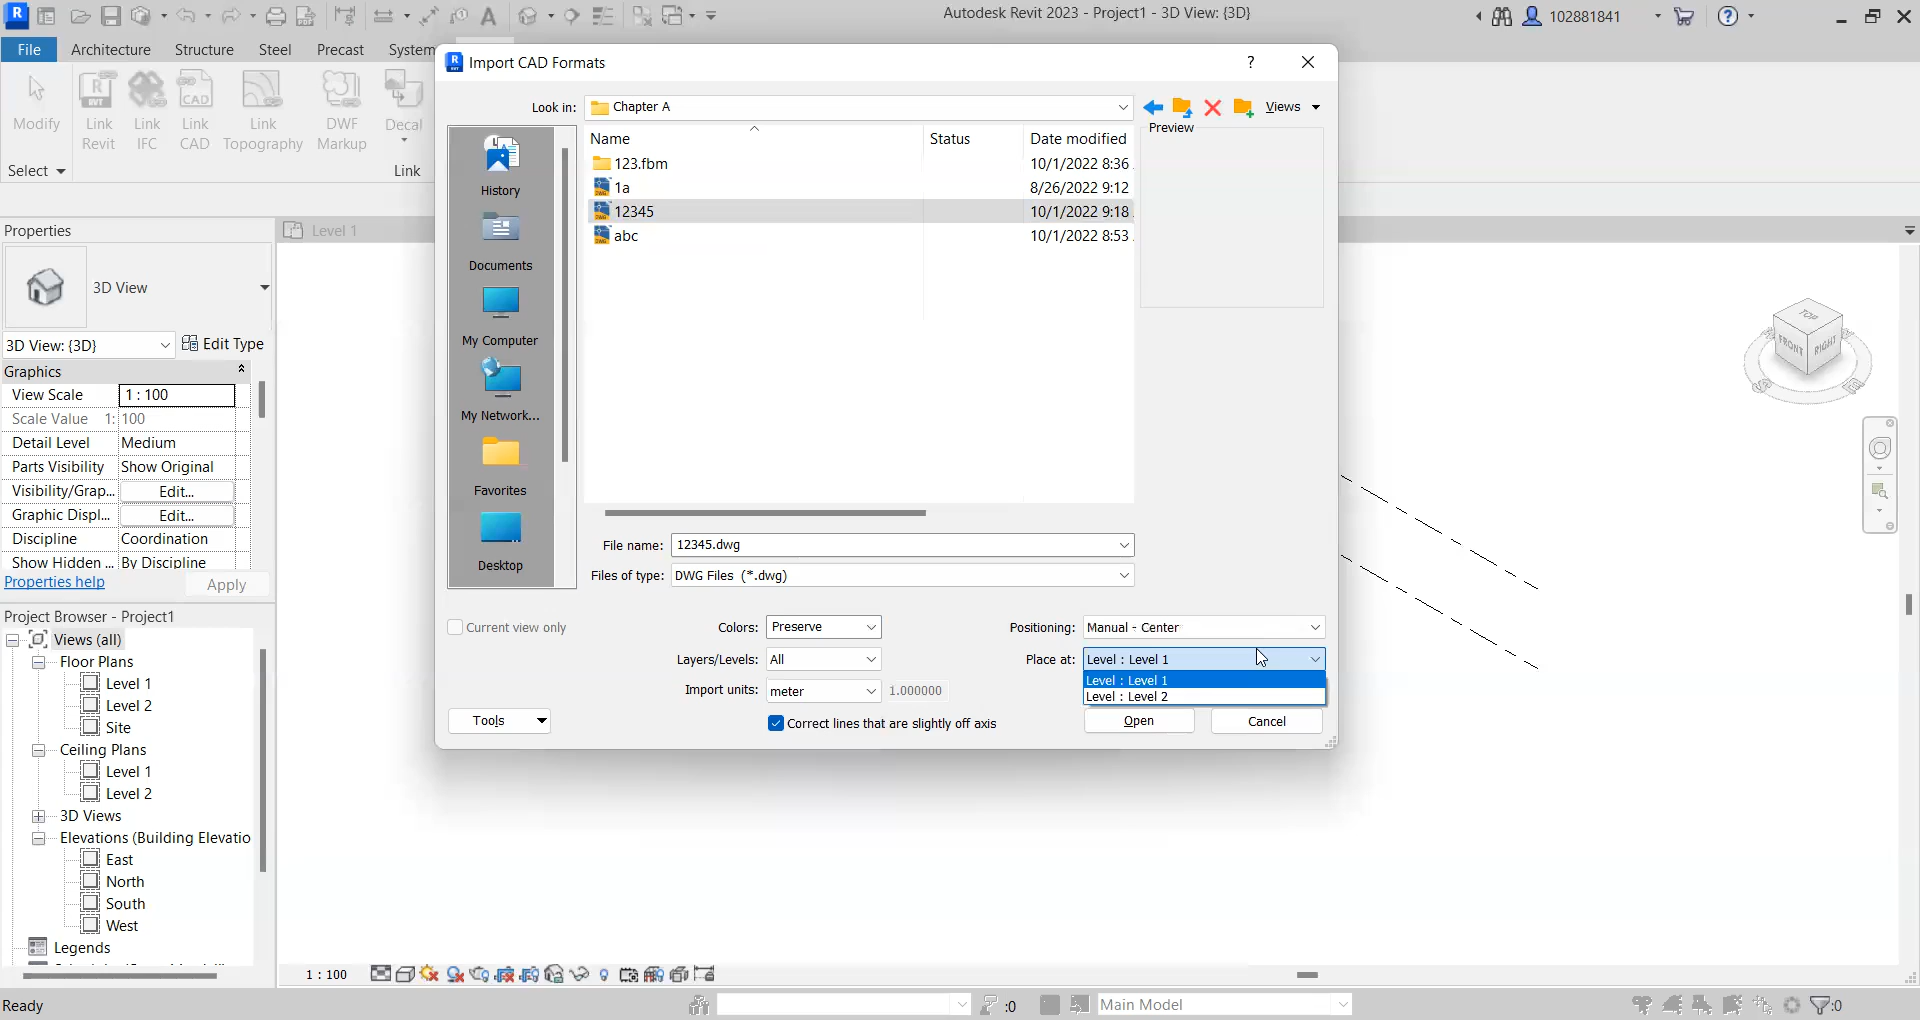 Autodesk Revit 2023 - Project1 - 3D View: {3D}
102881841
File Architecture Structure Steel Precast System
Modify
Link Revit
Link IFC
Link CAD
Link Topography
DWF Markup
Decal
Select
Link
Properties
3D View
3D View: {3D}
Edit Type
Graphics
View Scale 1 : 100
Scale Value 1: 100
Detail Level Medium
Parts Visibility Show Original
Visibility/Grap... Edit...
Graphic Displ... Edit...
Discipline Coordination
Show Hidden ... By Discipline
Properties help
Apply
Project Browser - Project1
Views (all)
Floor Plans
Level 1
Level 2
Site
Ceiling Plans
Level 1
Level 2
3D Views
Elevations (Building Elevatio
East
North
South
West
Legends
Level 1
Import CAD Formats
?
Look in: Chapter A
Views
Preview
History
Documents
My Computer
My Network...
Favorites
Desktop
Name Status Date modified
123.fbm 10/1/2022 8:36
1a 8/26/2022 9:12
12345 10/1/2022 9:18
abc 10/1/2022 8:53
File name: 12345.dwg
Files of type: DWG Files (*.dwg)
Current view only
Colors: Preserve
Layers/Levels: All
Import units: meter 1.000000
Correct lines that are slightly off axis
Positioning: Manual - Center
Place at: Level : Level 1
Level : Level 1
Level : Level 2
Tools
Open
Cancel
TOP
FRONT
RIGHT
S
E
1 : 100
Ready
:0
Main Model
:0